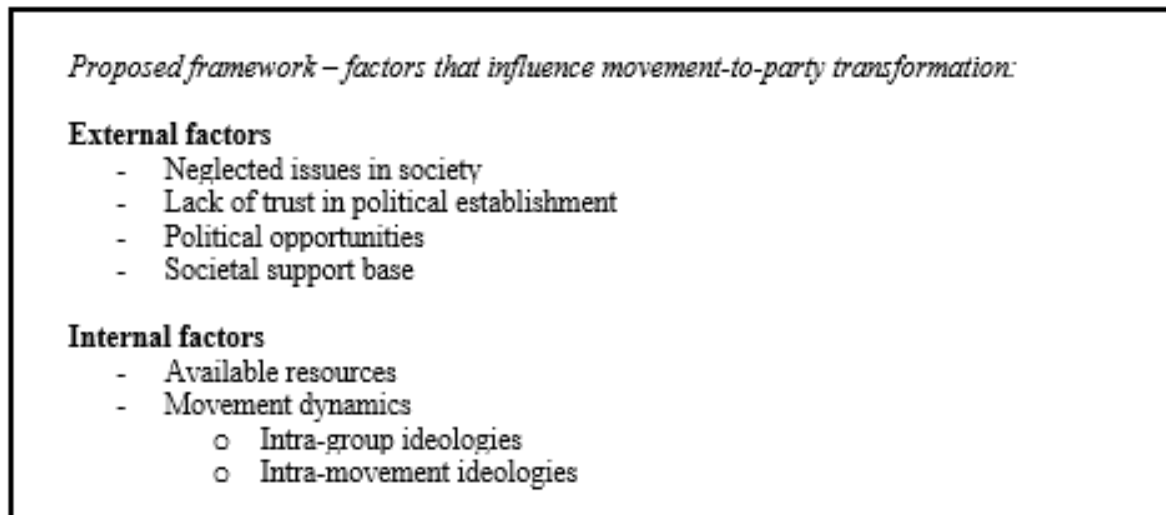 Proposed framework – factors that influence movement-to-party transformation:
External factors
- Neglected issues in society
- Lack of trust in political establishment
- Political opportunities
- Societal support base
Internal factors
- Available resources
- Movement dynamics
o Intra-group ideologies
o Intra-movement ideologies